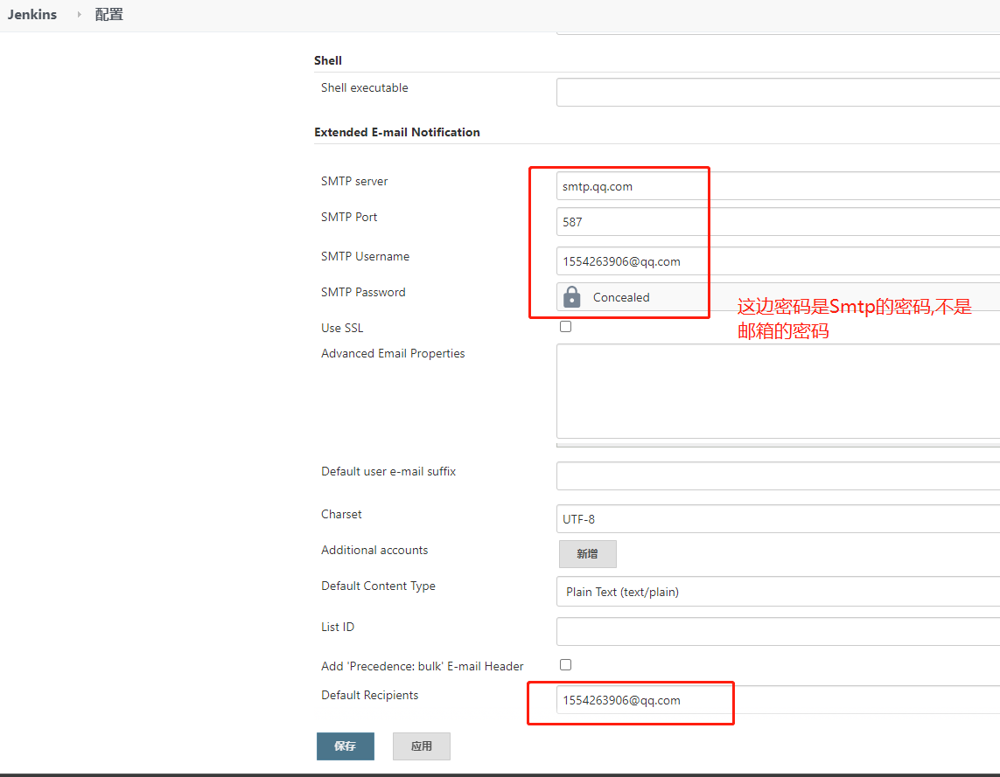 Jenkins 配置
Shell
Shell executable
Extended E-mail Notification
SMTP server smtp.qq.com
SMTP Port 587
SMTP Username 1554263906@qq.com
SMTP Password Concealed
这边密码是Smtp的密码,不是
邮箱的密码
Use SSL
Advanced Email Properties
Default user e-mail suffix
Charset UTF-8
Additional accounts 新增
Default Content Type Plain Text (text/plain)
List ID
Add 'Precedence: bulk' E-mail Header
Default Recipients 1554263906@qq.com
保存 应用